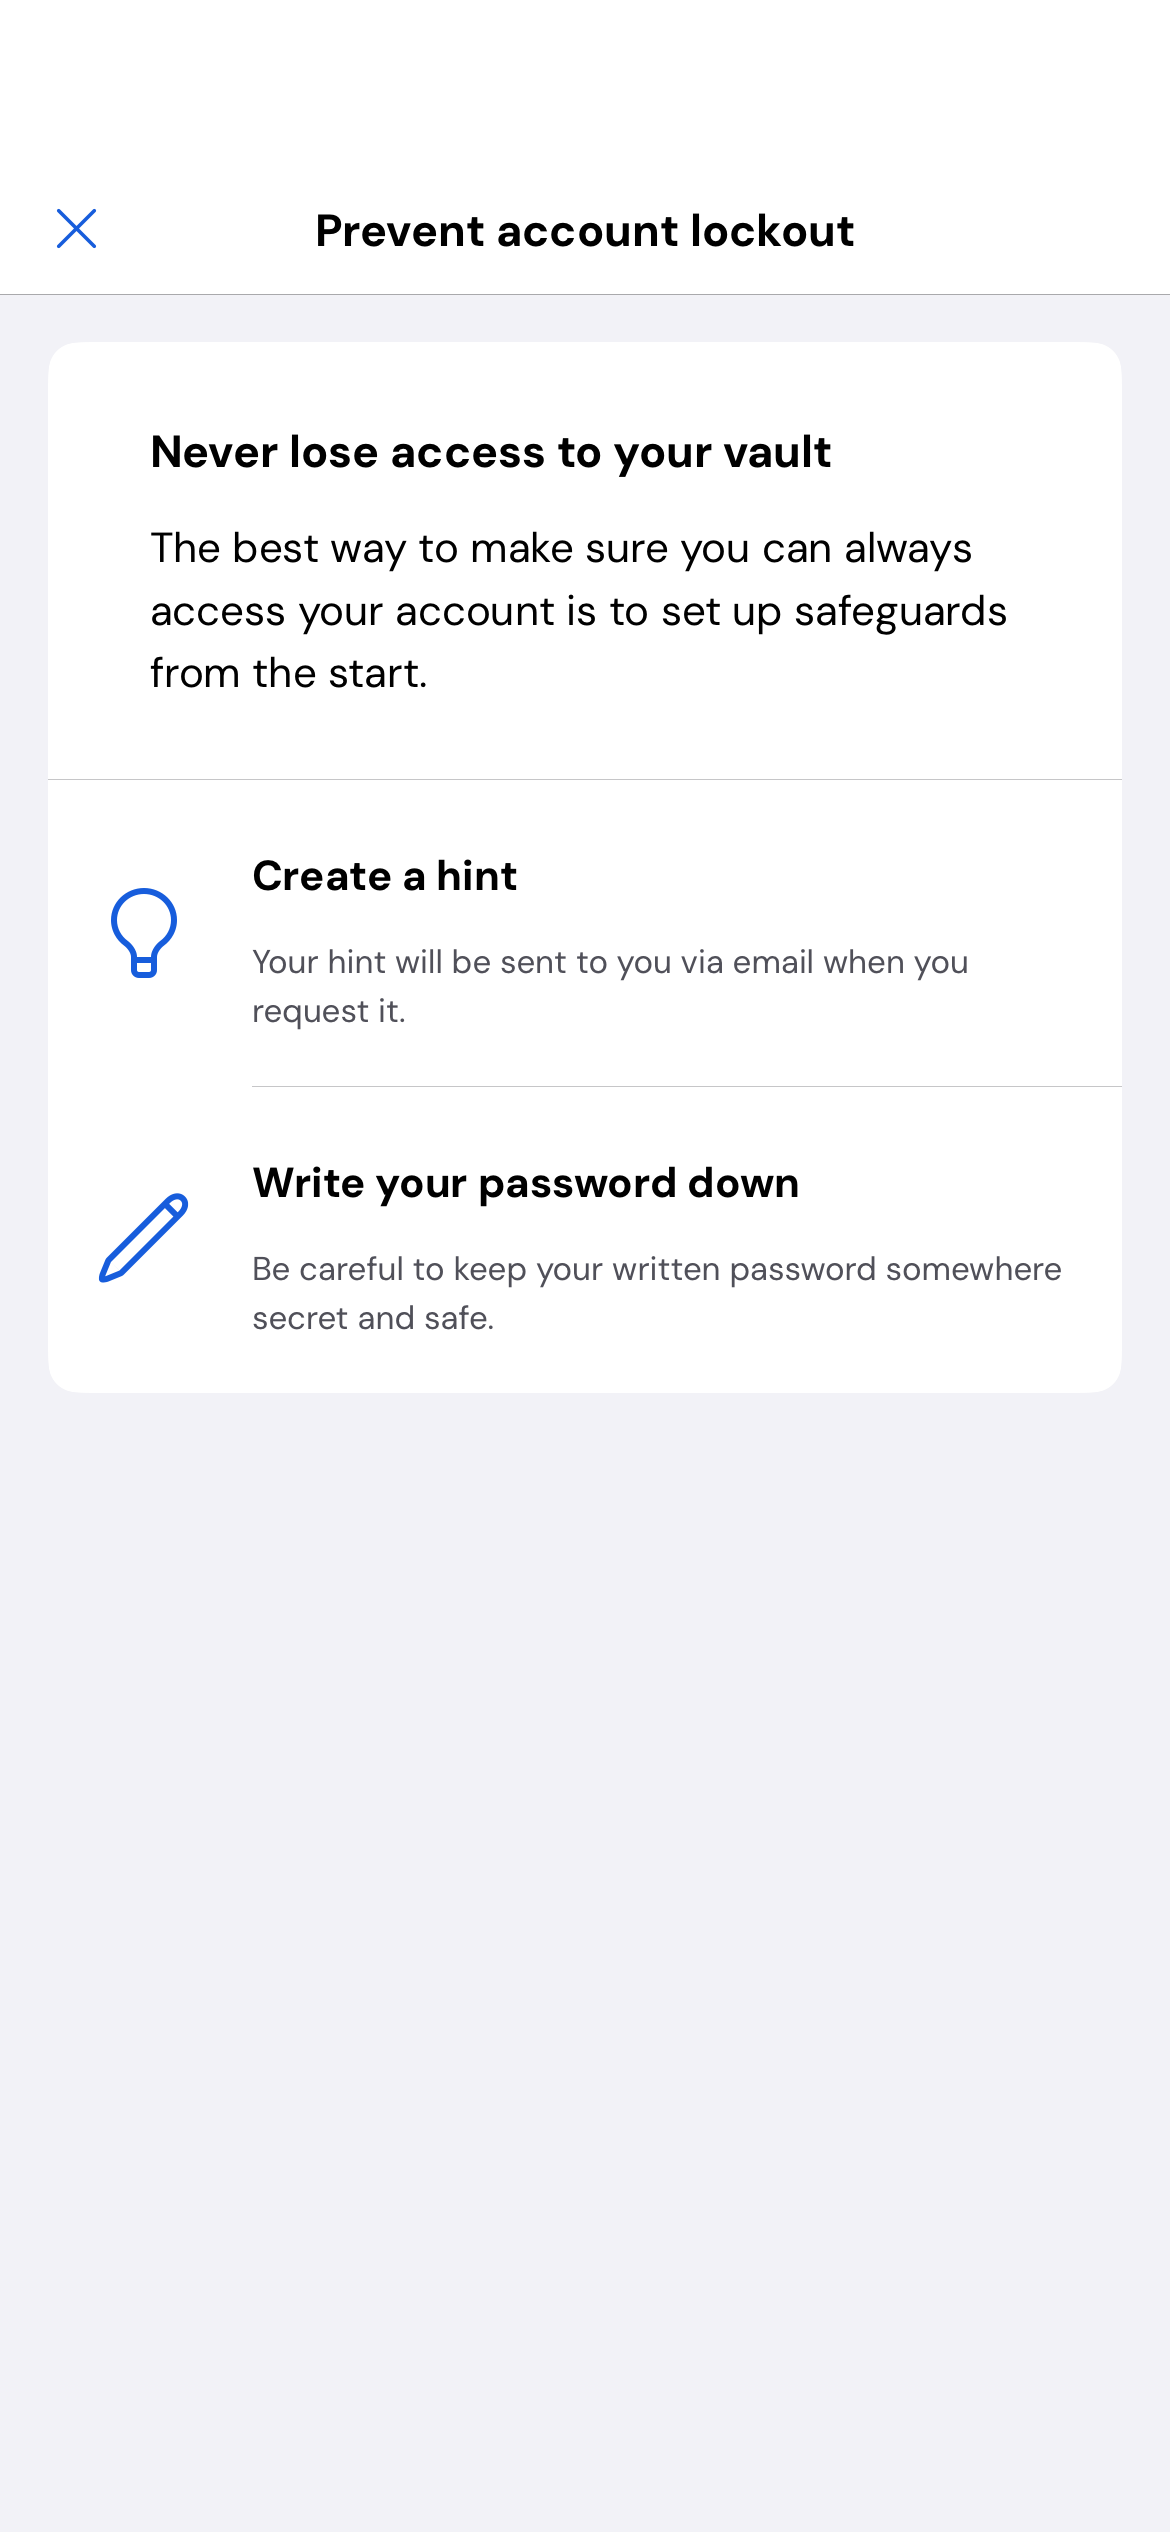 Prevent account lockout
Never lose access to your vault
The best way to make sure you can always
access your account is to set up safeguards
from the start.
Create a hint
Your hint will be sent to you via email when you
request it.
Write your password down
Be careful to keep your written password somewhere
secret and safe.